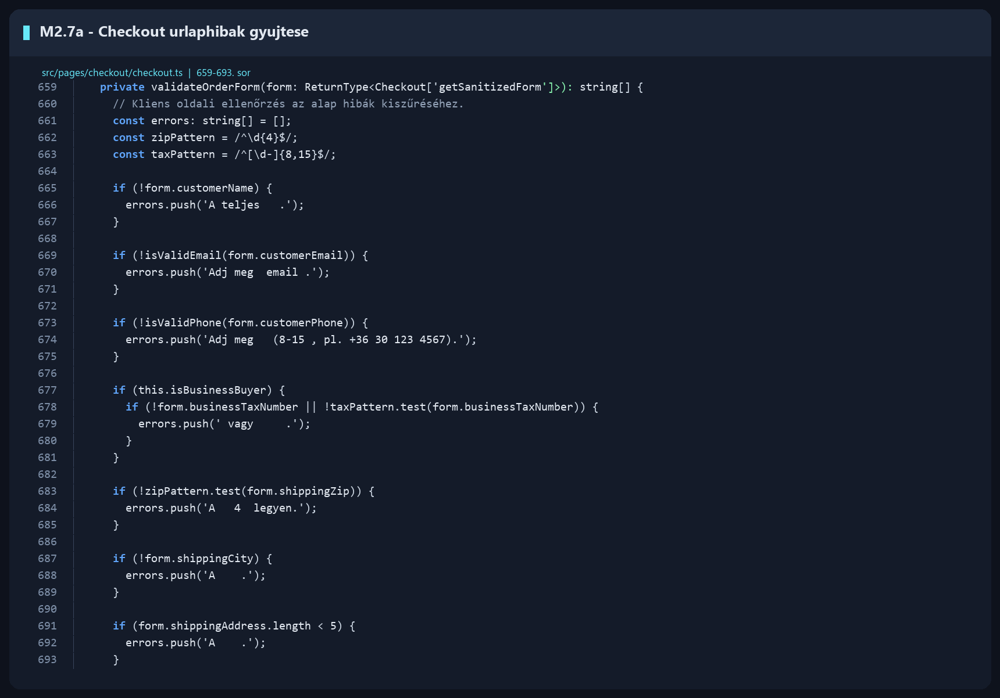 M2.7a - Checkout urlaphibak gyujtese
src/pages/checkout/checkout.ts | 659-693. sor
659 private validateOrderForm(form: ReturnType<Checkout['getSanitizedForm']>): string[] {
660 // Kliens oldali ellenőrzés az alap hibák kiszűréséhez.
661 const errors: string[] = [];
662 const zipPattern = /^\d{4}$/;
663 const taxPattern = /^[\d-]{8,15}$/;
664
665 if (!form.customerName) {
666 errors.push('A teljes   .');
667 }
668
669 if (!isValidEmail(form.customerEmail)) {
670 errors.push('Adj meg  email .');
671 }
672
673 if (!isValidPhone(form.customerPhone)) {
674 errors.push('Adj meg   (8-15 , pl. +36 30 123 4567).');
675 }
676
677 if (this.isBusinessBuyer) {
678 if (!form.businessTaxNumber || !taxPattern.test(form.businessTaxNumber)) {
679 errors.push(' vagy     .');
680 }
681 }
682
683 if (!zipPattern.test(form.shippingZip)) {
684 errors.push('A   4  legyen.');
685 }
686
687 if (!form.shippingCity) {
688 errors.push('A    .');
689 }
690
691 if (form.shippingAddress.length < 5) {
692 errors.push('A    .');
693 }